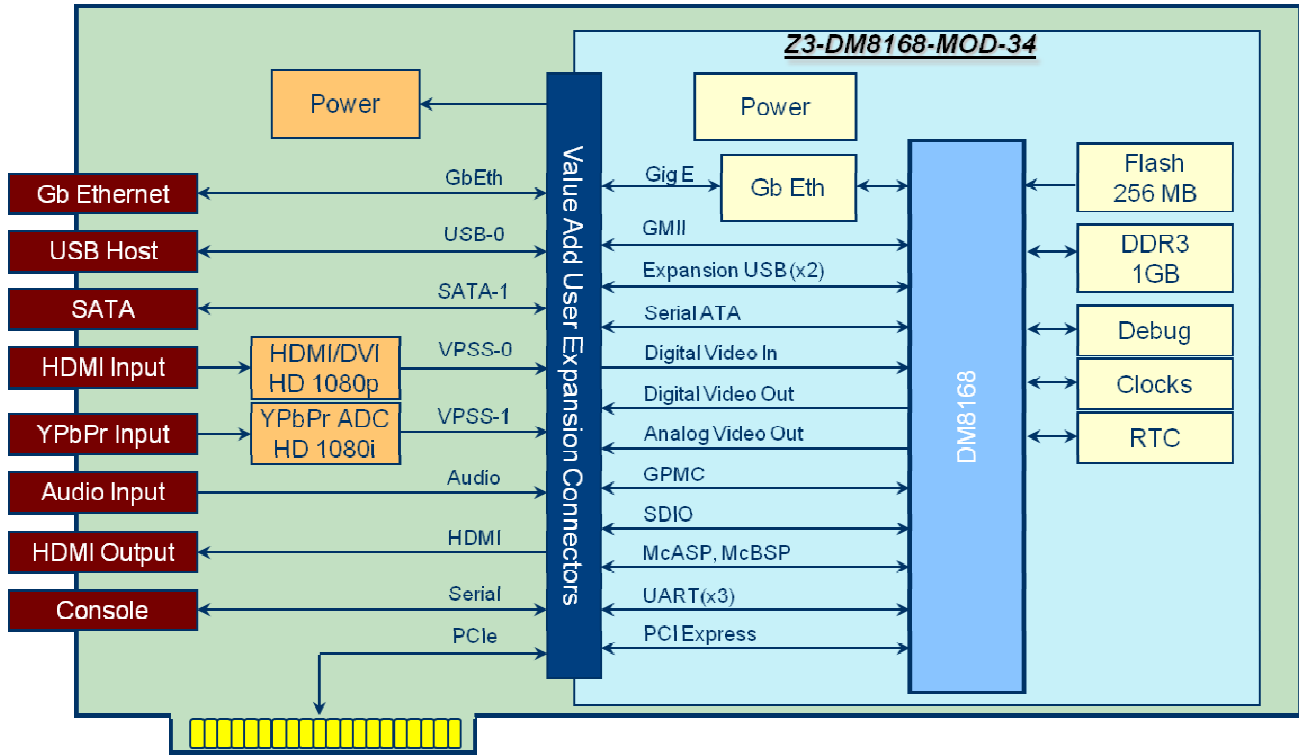 Z3-DM8168-MOD-34
Power
Power
Gb Ethernet
USB Host
SATA
HDMI Input
YPbPr Input
Audio Input
HDMI Output
Console
HDMI/DVI
HD 1080p
YPbPr ADC
HD 1080i
GbEth
USB-0
SATA-1
VPSS-0
VPSS-1
Audio
HDMI
Serial
PCIe
Value Add User Expansion Connectors
GigE
Gb Eth
GMII
Expansion USB(x2)
Serial ATA
Digital Video In
Digital Video Out
Analog Video Out
GPMC
SDIO
McASP, McBSP
UART(x3)
PCI Express
DM8168
Flash
256 MB
DDR3
1GB
Debug
Clocks
RTC